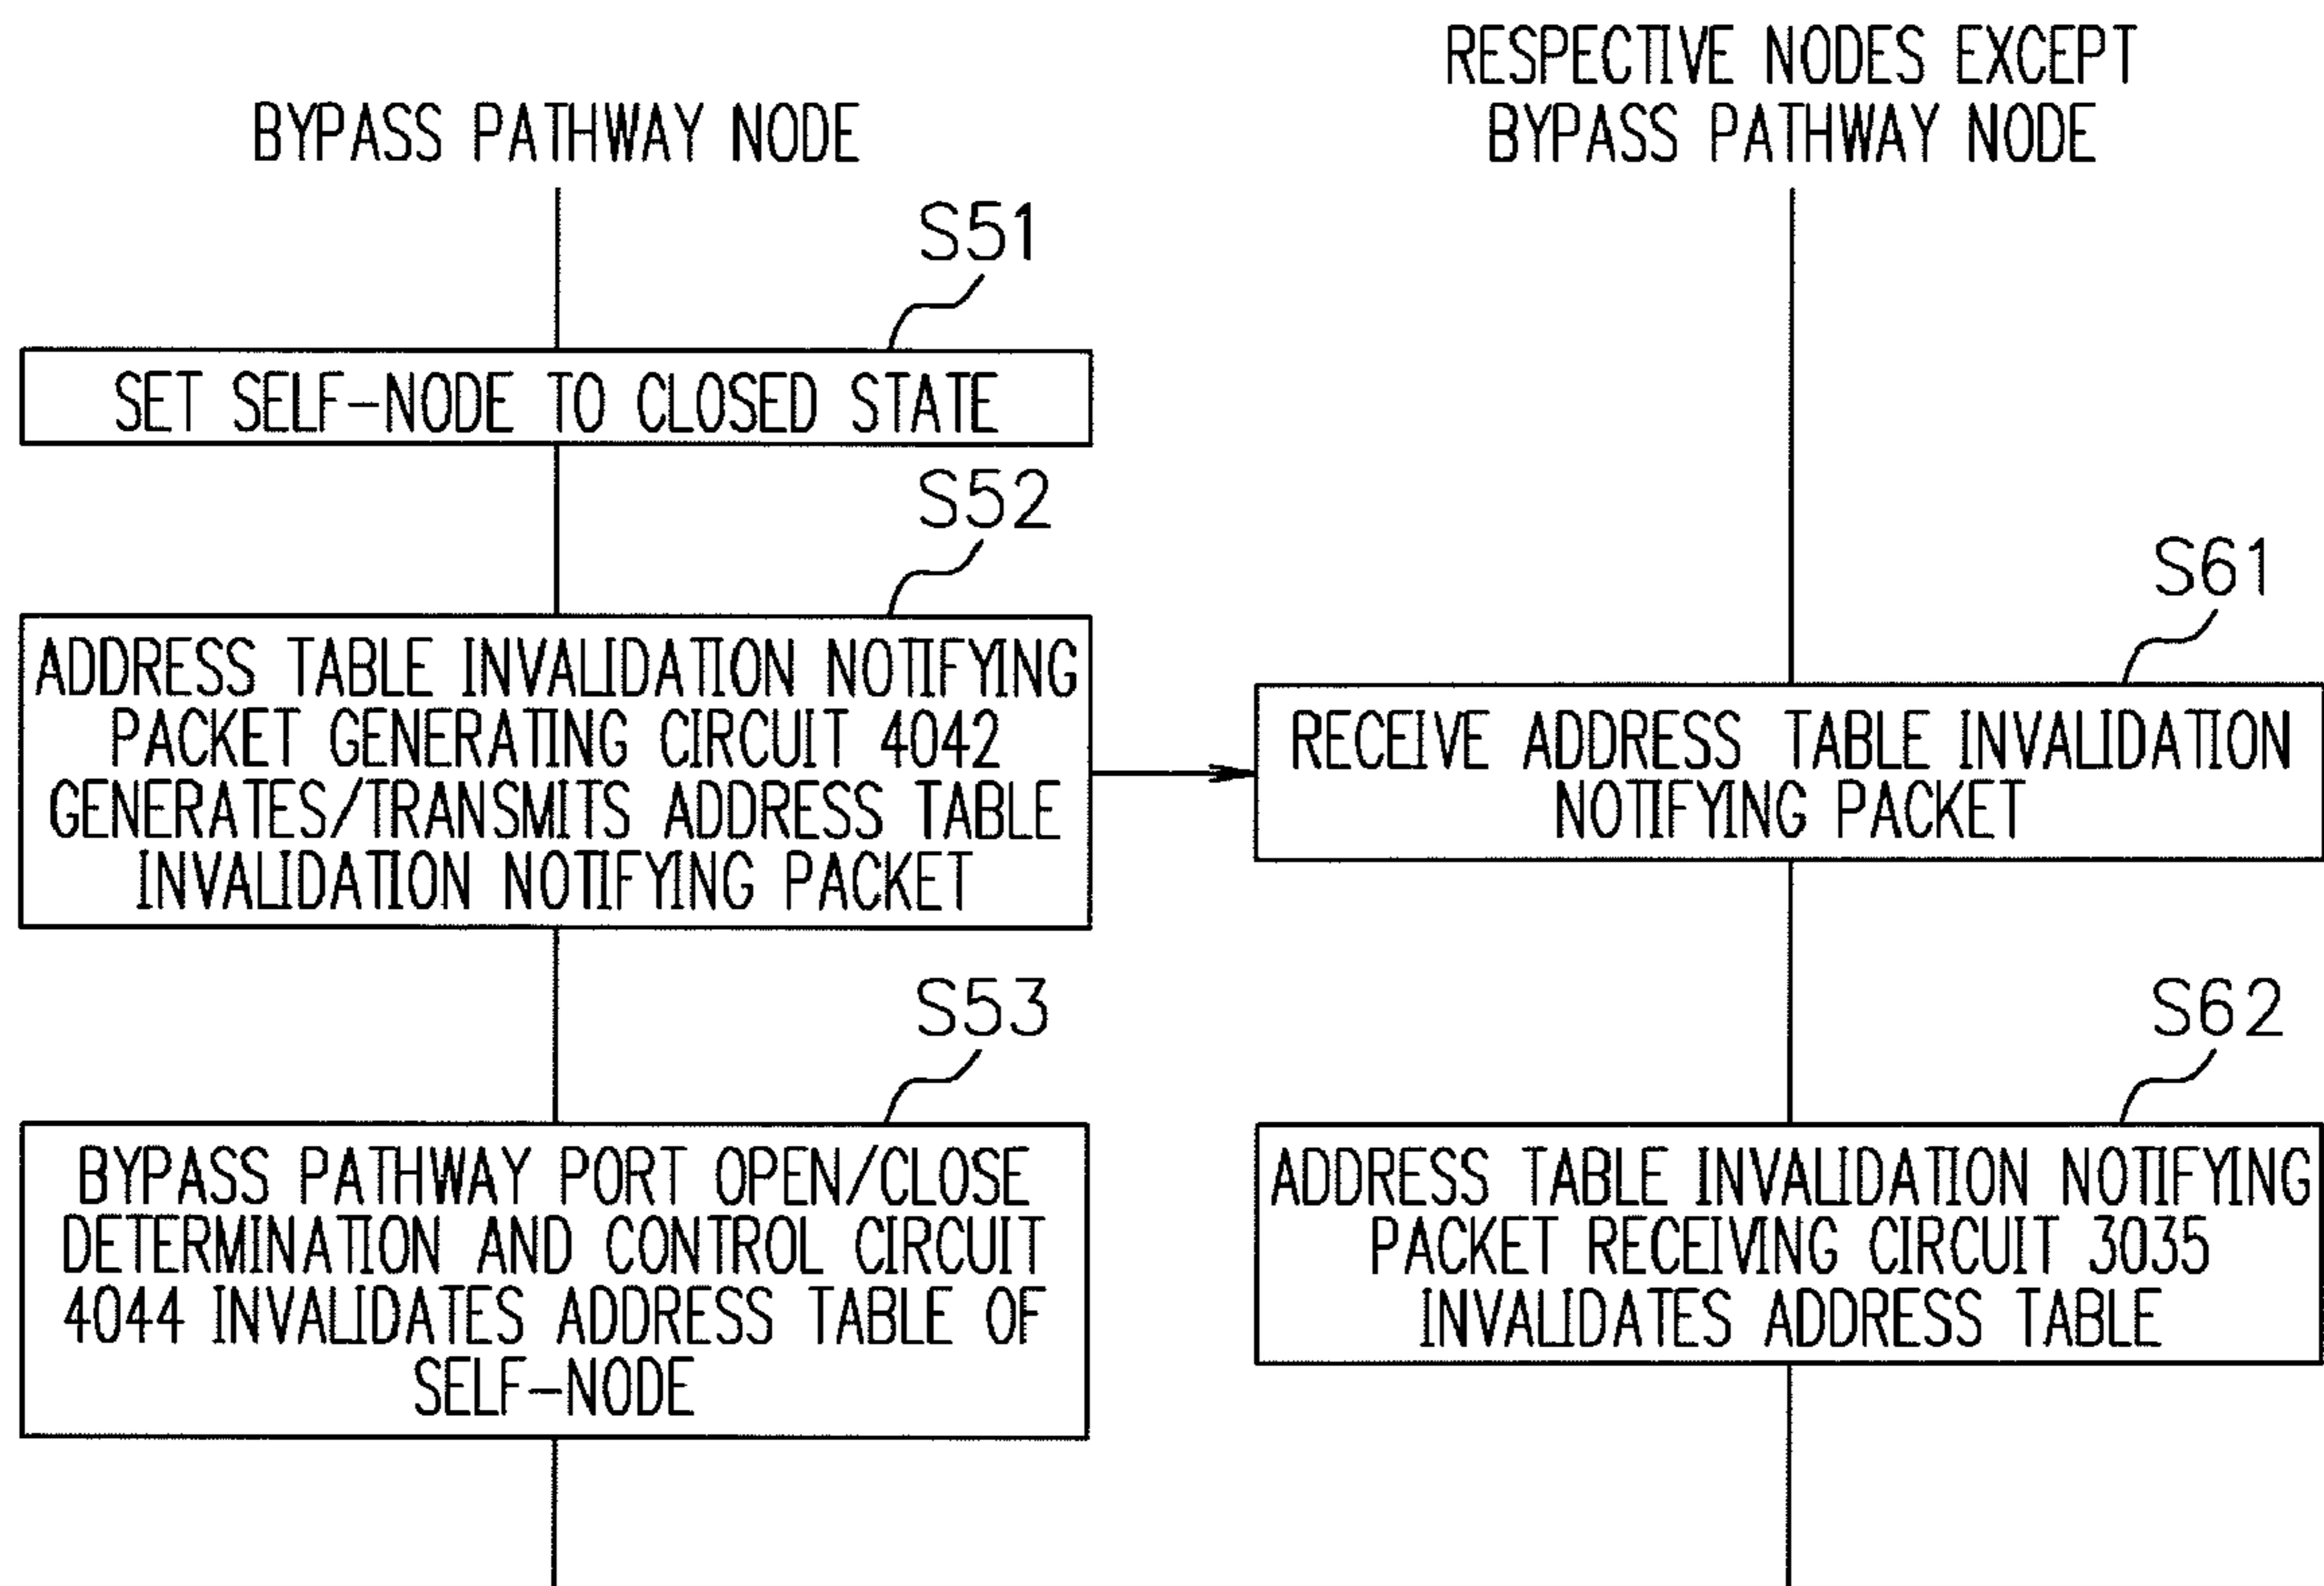 BYPASS PATHWAY NODE
S51
SET SELF-NODE TO CLOSED STATE
S52
ADDRESS TABLE INVALIDATION NOTIFYING
PACKET GENERATING CIRCUIT 4042
GENERATES/TRANSMITS ADDRESS TABLE
INVALIDATION NOTIFYING PACKET
S53
BYPASS PATHWAY PORT OPEN/CLOSE
DETERMINATION AND CONTROL CIRCUIT
4044 INVALIDATES ADDRESS TABLE OF
SELF-NODE
RESPECTIVE NODES EXCEPT
BYPASS PATHWAY NODE
S61
RECEIVE ADDRESS TABLE INVALIDATION
NOTIFYING PACKET
S62
ADDRESS TABLE INVALIDATION NOTIFYING
PACKET RECEIVING CIRCUIT 3035
INVALIDATES ADDRESS TABLE